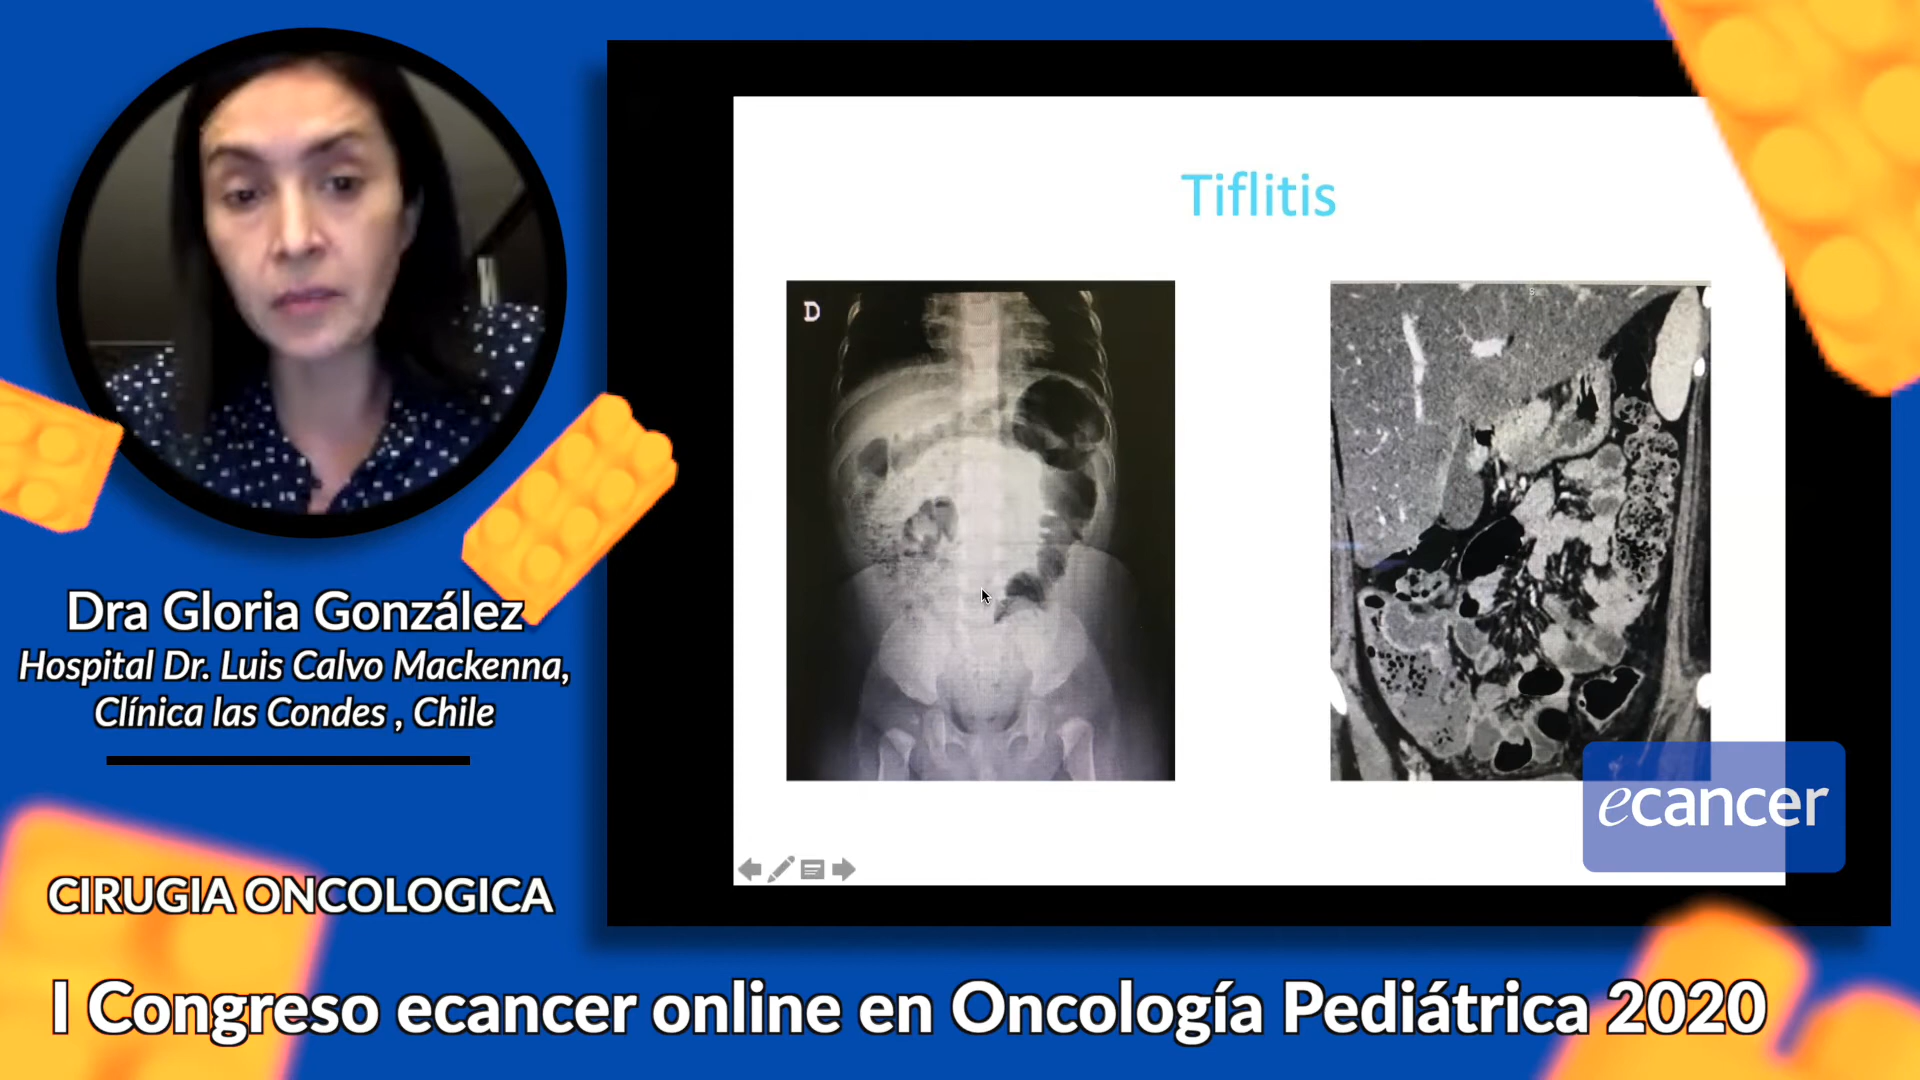 Tiflitis
D
S
ecancer
Dra Gloria González
Hospital Dr. Luis Calvo Mackenna,
Clínica las Condes , Chile
CIRUGIA ONCOLOGICA
I Congreso ecancer online en Oncología Pediátrica 2020